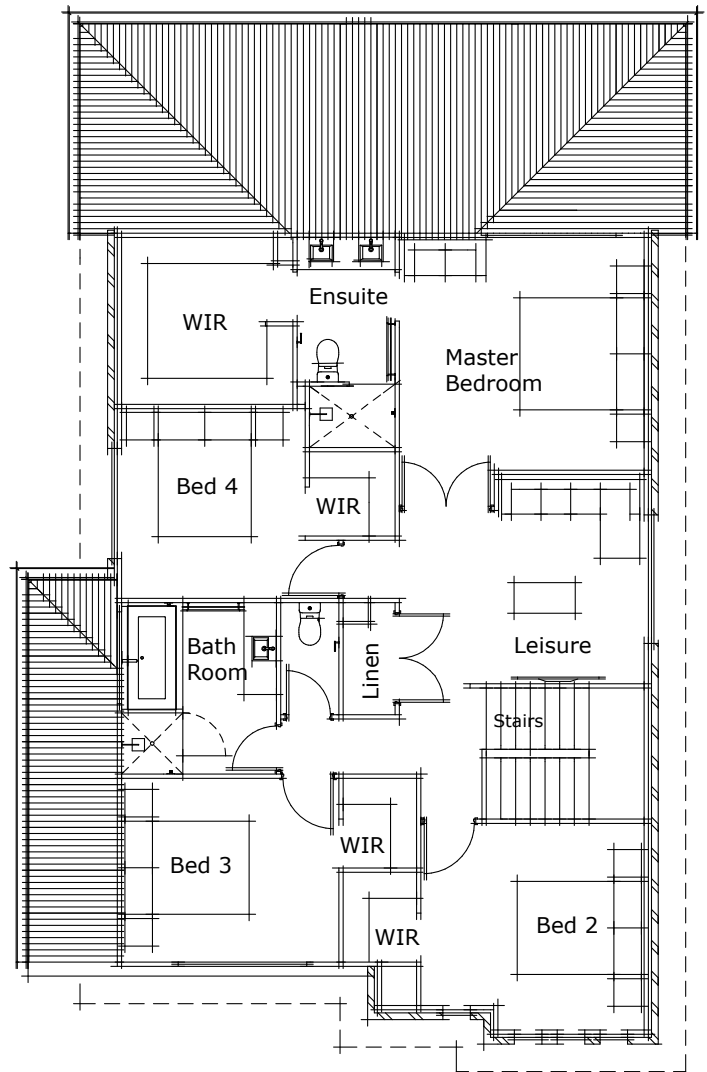 Ensuite
WIR
Master
Bedroom
Bed 4
WIR
Bath
Room
Linen
Leisure
Stairs
WIR
Bed 3
Bed 2
WIR